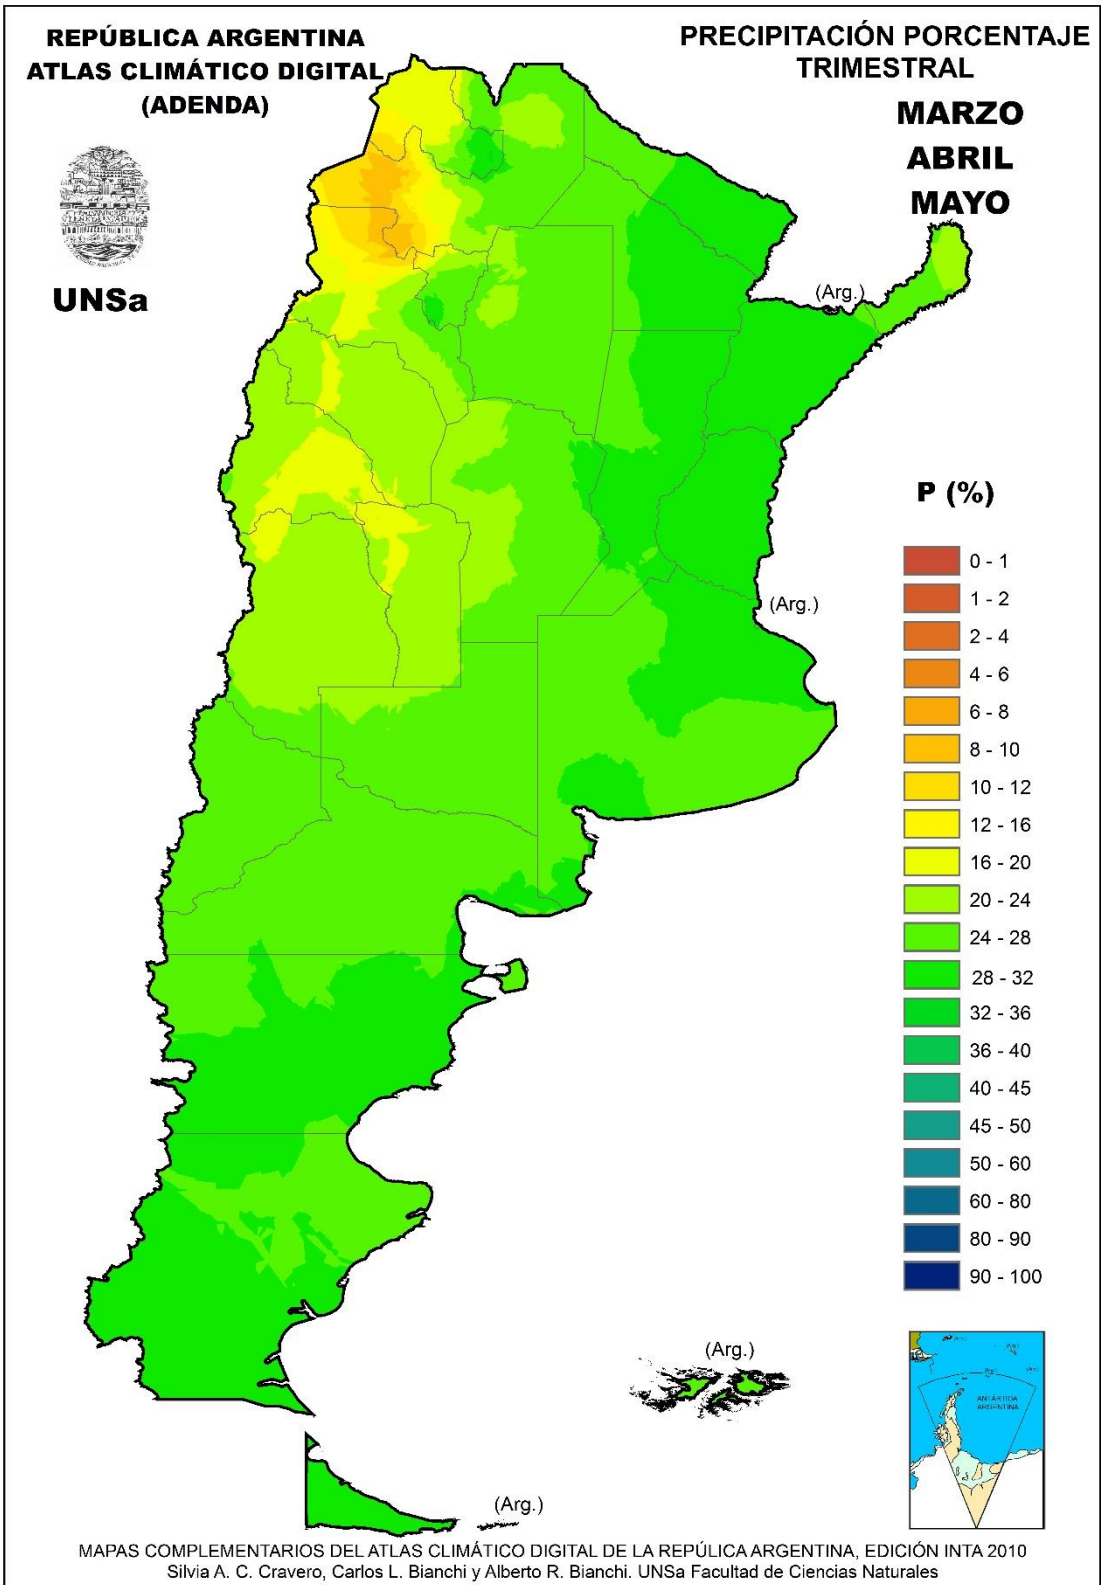 REPÚBLICA ARGENTINA
ATLAS CLIMÁTICO DIGITAL
(ADENDA)
UNSa
PRECIPITACIÓN PORCENTAJE
TRIMESTRAL
MARZO
ABRIL
MAYO
(Arg.)
(Arg.)
P (%)
0 - 1
1 - 2
2 - 4
4 - 6
6 - 8
8 - 10
10 - 12
12 - 16
16 - 20
20 - 24
24 - 28
28 - 32
32 - 36
36 - 40
40 - 45
45 - 50
50 - 60
60 - 80
80 - 90
90 - 100
(Arg.)
(Arg.)
ANTÁRTIDA
ARGENTINA
MAPAS COMPLEMENTARIOS DEL ATLAS CLIMÁTICO DIGITAL DE LA REPÚLICA ARGENTINA, EDICIÓN INTA 2010
Silvia A. C. Cravero, Carlos L. Bianchi y Alberto R. Bianchi. UNSa Facultad de Ciencias Naturales